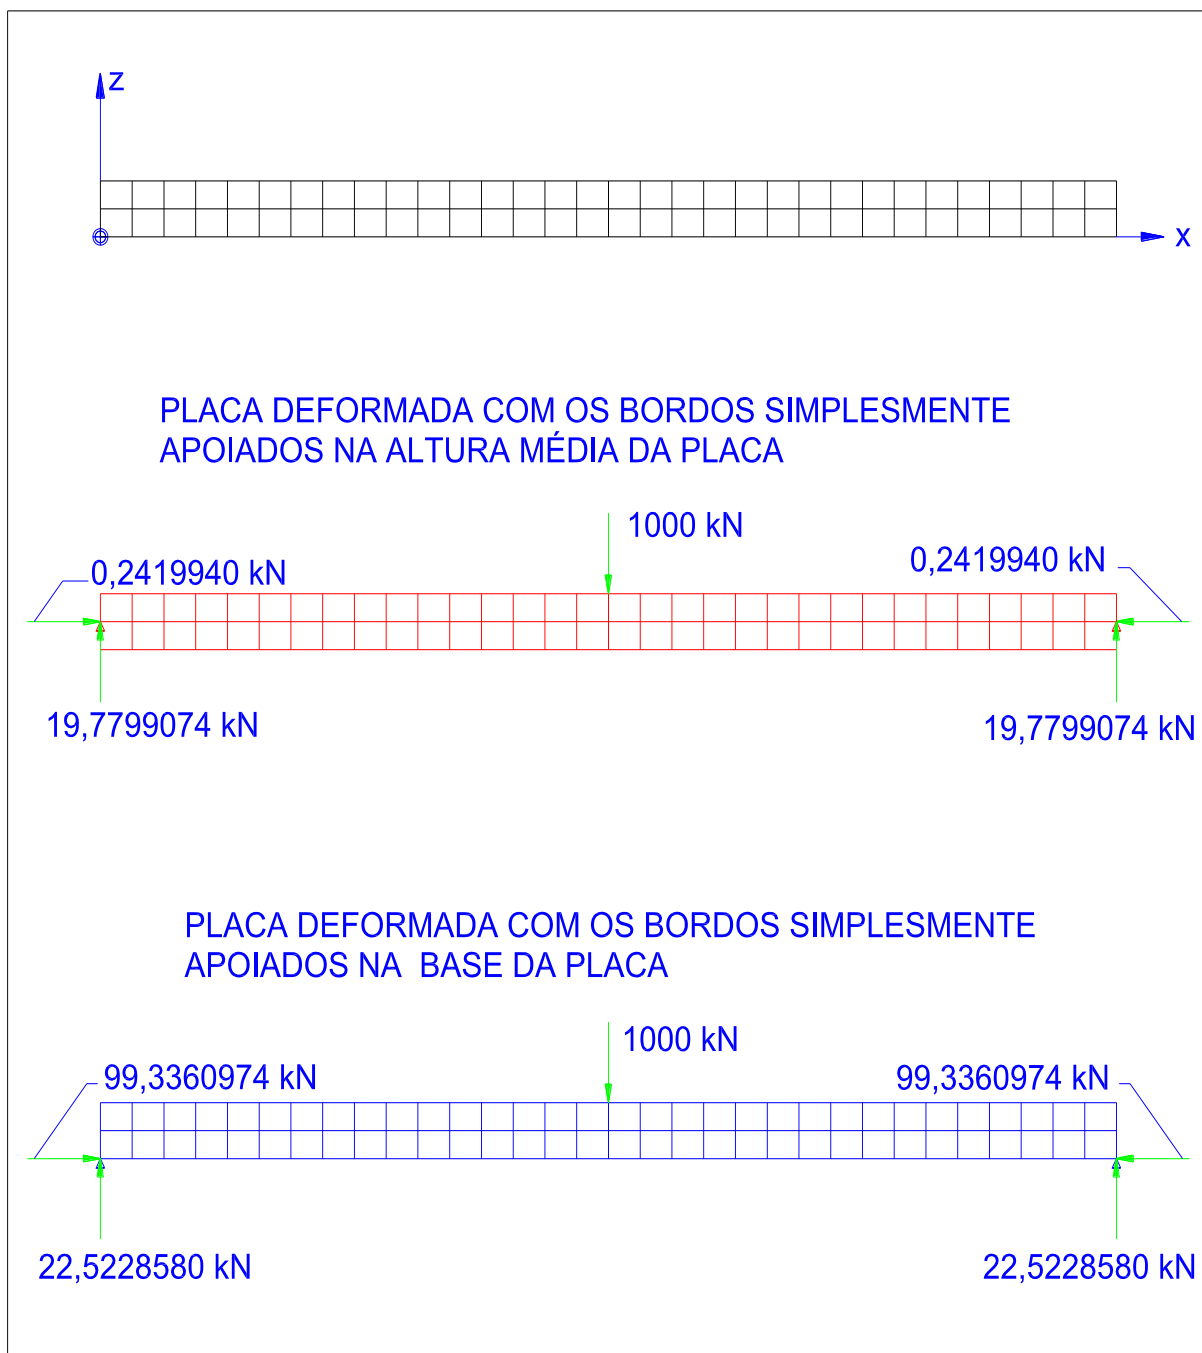 z
x
PLACA DEFORMADA COM OS BORDOS SIMPLESMENTE
APOIADOS NA ALTURA MÉDIA DA PLACA
1000 kN
0,2419940 kN
0,2419940 kN
19,7799074 kN
19,7799074 kN
PLACA DEFORMADA COM OS BORDOS SIMPLESMENTE
APOIADOS NA BASE DA PLACA
1000 kN
99,3360974 kN
99,3360974 kN
22,5228580 kN
22,5228580 kN